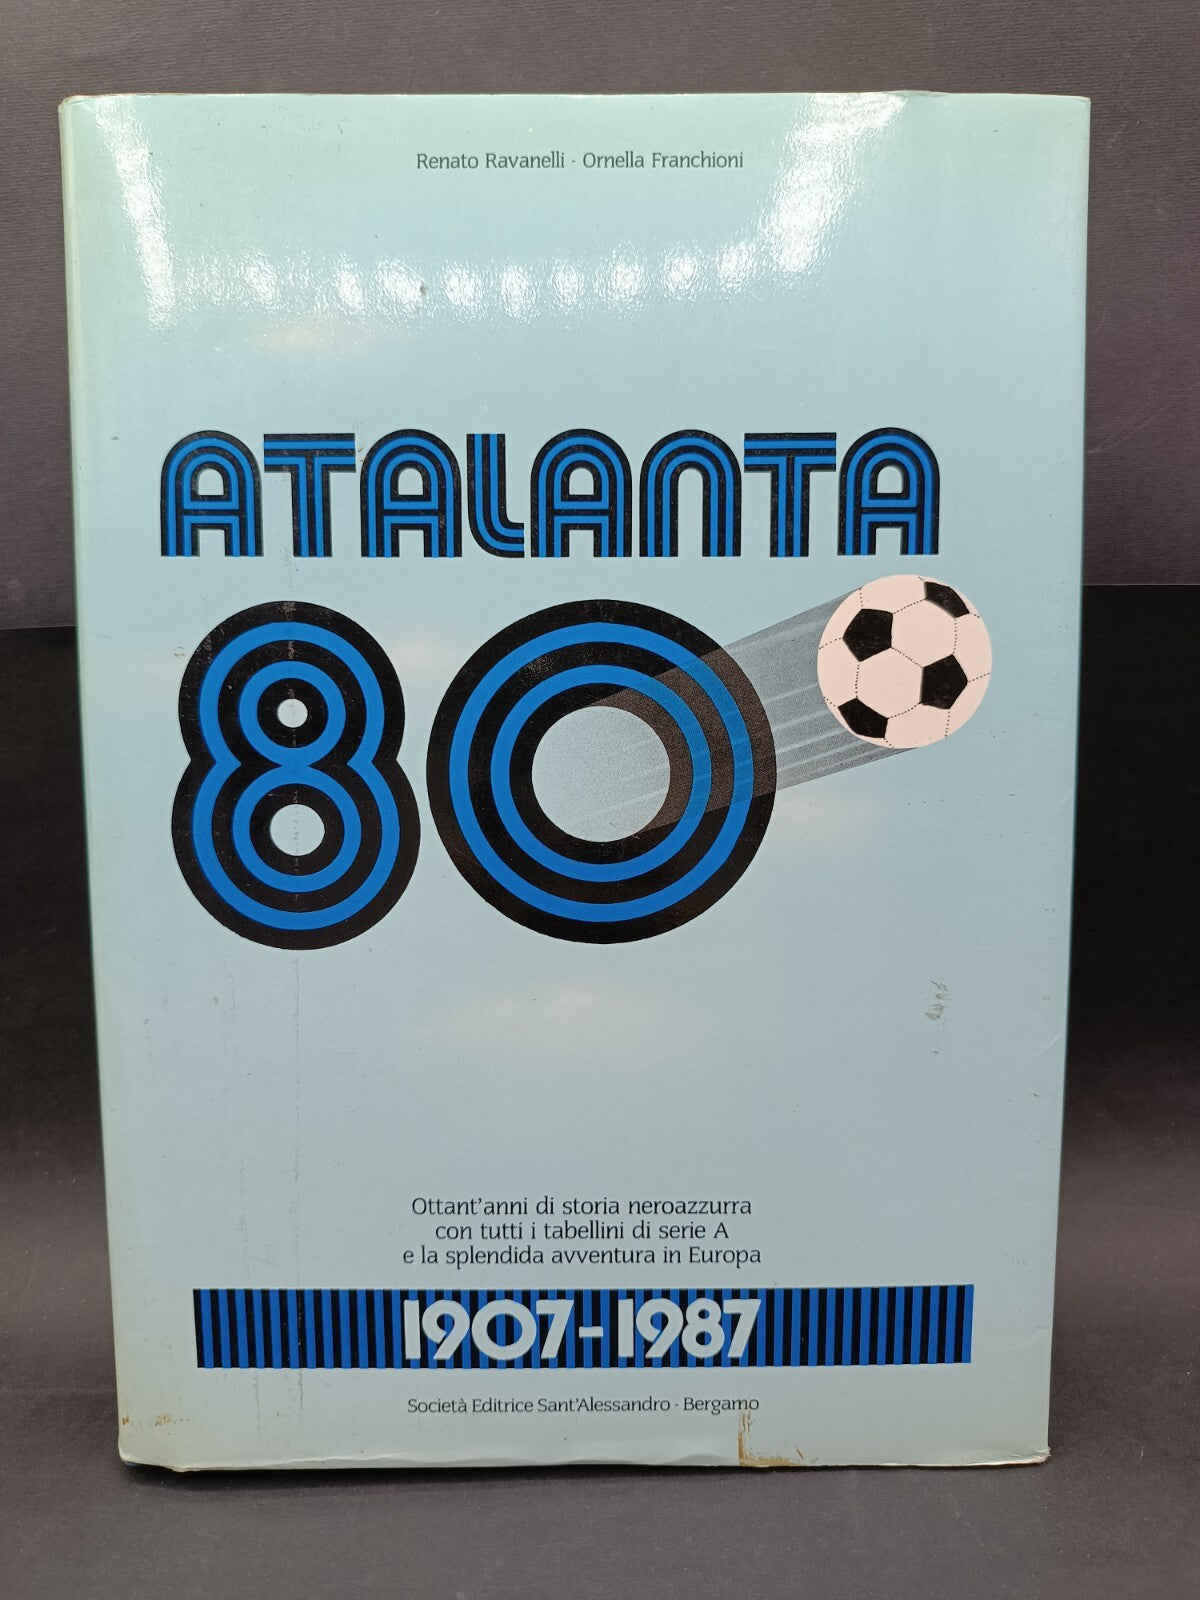 Renato Ravanelli - Ornella Franchioni
ATALANTA
80
Ottant'anni di storia neroazzurra
con tutti i tabellini di serie A
e la splendida avventura in Europa
1907-1987
Società Editrice Sant'Alessandro - Bergamo